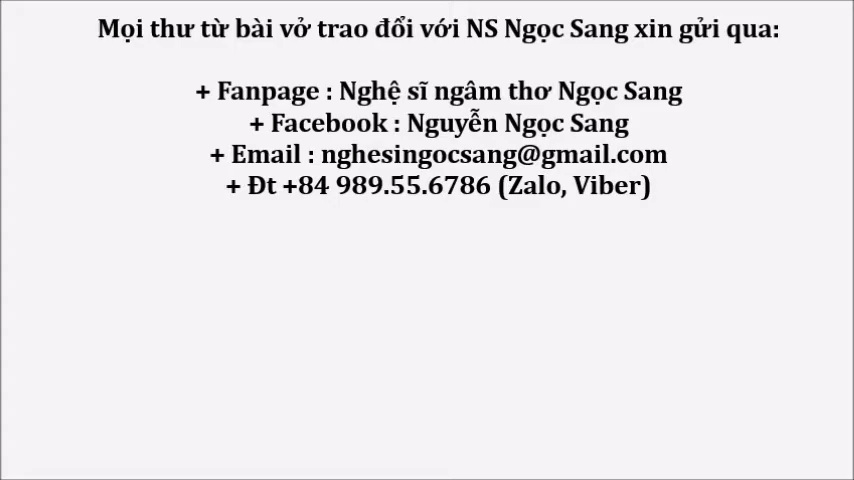 Mọi thư từ bài vở trao đổi với NS Ngọc Sang xin gửi qua:
+ Fanpage : Nghệ sĩ ngâm thơ Ngọc Sang
+ Facebook : Nguyễn Ngọc Sang
+ Email : nghesingocsang@gmail.com
+ Đt +84 989.55.6786 (Zalo, Viber)